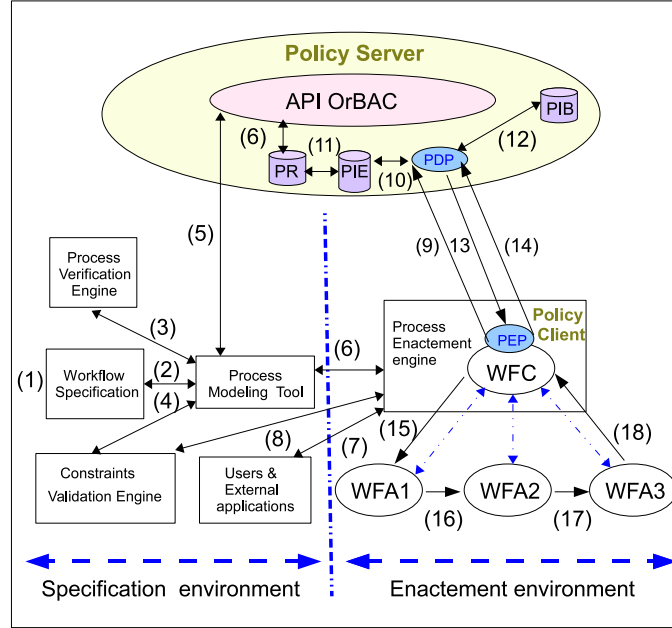 Policy Server
API OrBAC
(6)
(11)
PR
PIE
(10)
PDP
(12)
PIB
(5)
(9)
13
(14)
Process
Verification
Engine
(3)
(1)
Workflow
Specification
(2)
(4)
Process
Modeling Tool
(6)
Process
Enactement
engine
Policy
Client
PEP
WFC
(8)
(7)
(15)
(18)
Constraints
Validation Engine
Users &
External
applications
WFA1
(16)
WFA2
(17)
WFA3
Specification environment
Enactement environment